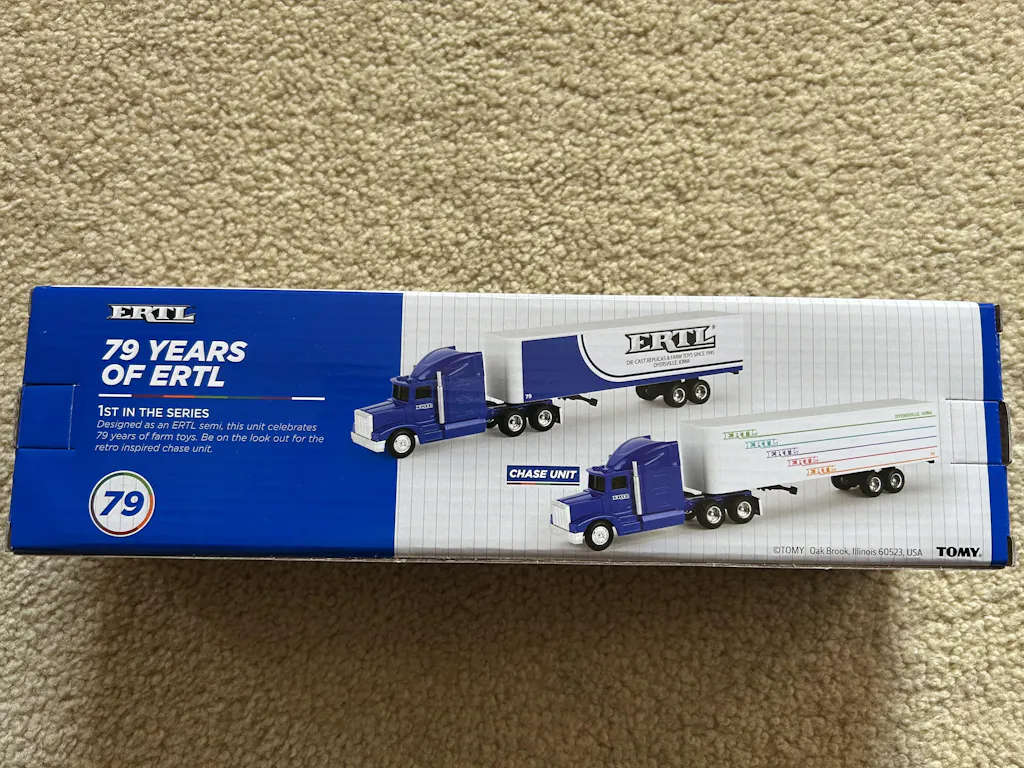 ERTL
79 YEARS
OF ERTL
1ST IN THE SERIES
Designed as an ERTL semi, this unit celebrates
79 years of farm toys. Be on the look out for the
retro inspired chase unit.
79
ERTL
ERTL
DIE-CAST REPLICAS & FARM TOYS SINCE 1945
DYERSVILLE, IOWA
79
CHASE UNIT
ERTL
DYERSVILLE, IOWA
ERTL
ERTL
ERTL
ERTL
ERTL
79
©TOMY Oak Brook, Illinois 60523, USA
TOMY.